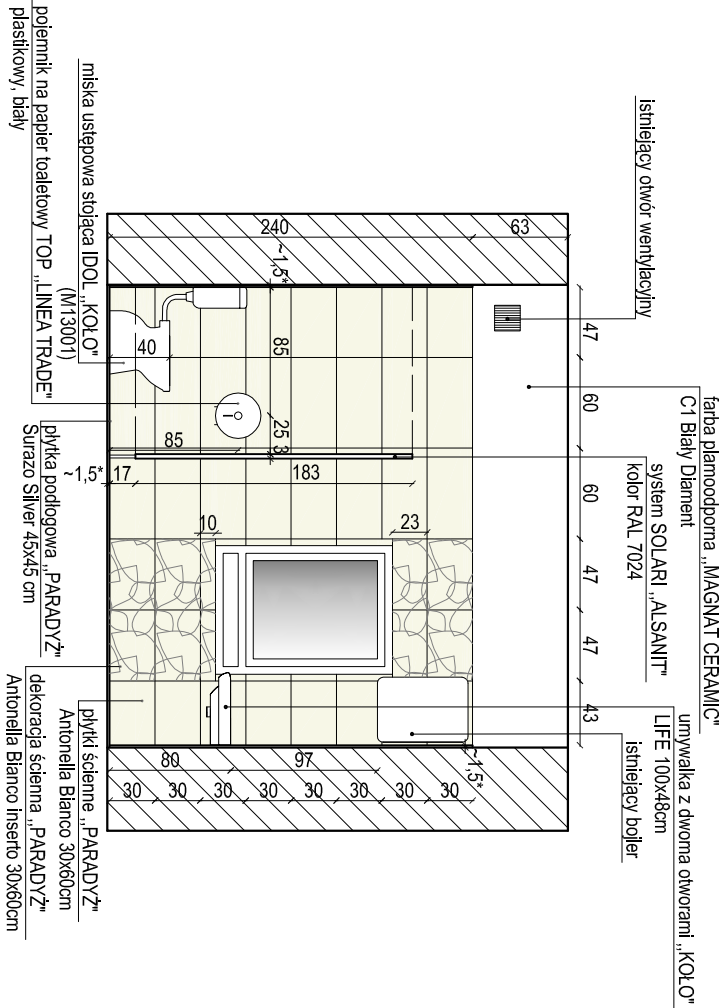 istniejący otwór wentylacyjny
farba plamoodporna ,,MAGNAT CERAMIC"
C1 Biały Diament
system SOLARI ,,ALSANIT"
kolor RAL 7024
umywalka z dwoma otworami ,,KOŁO"
LIFE 100x48cm
istniejący bojler
63
240
~1,5*
47
60
60
47
47
43
85
25
3
40
85
~1,5*
17
183
10
23
~1,5*
80
97
30
30
30
30
30
30
30
30
miska ustępowa stojąca IDOL ,,KOŁO"
(M13001)
pojemnik na papier toaletowy TOP ,,LINEA TRADE"
plastikowy, biały
płytka podłogowa ,,PARADYŻ"
Surazo Silver 45x45 cm
płytki ścienne ,,PARADYŻ"
Antonella Bianco 30x60cm
dekoracja ścienna ,,PARADYŻ"
Antonella Bianco Inserto 30x60cm